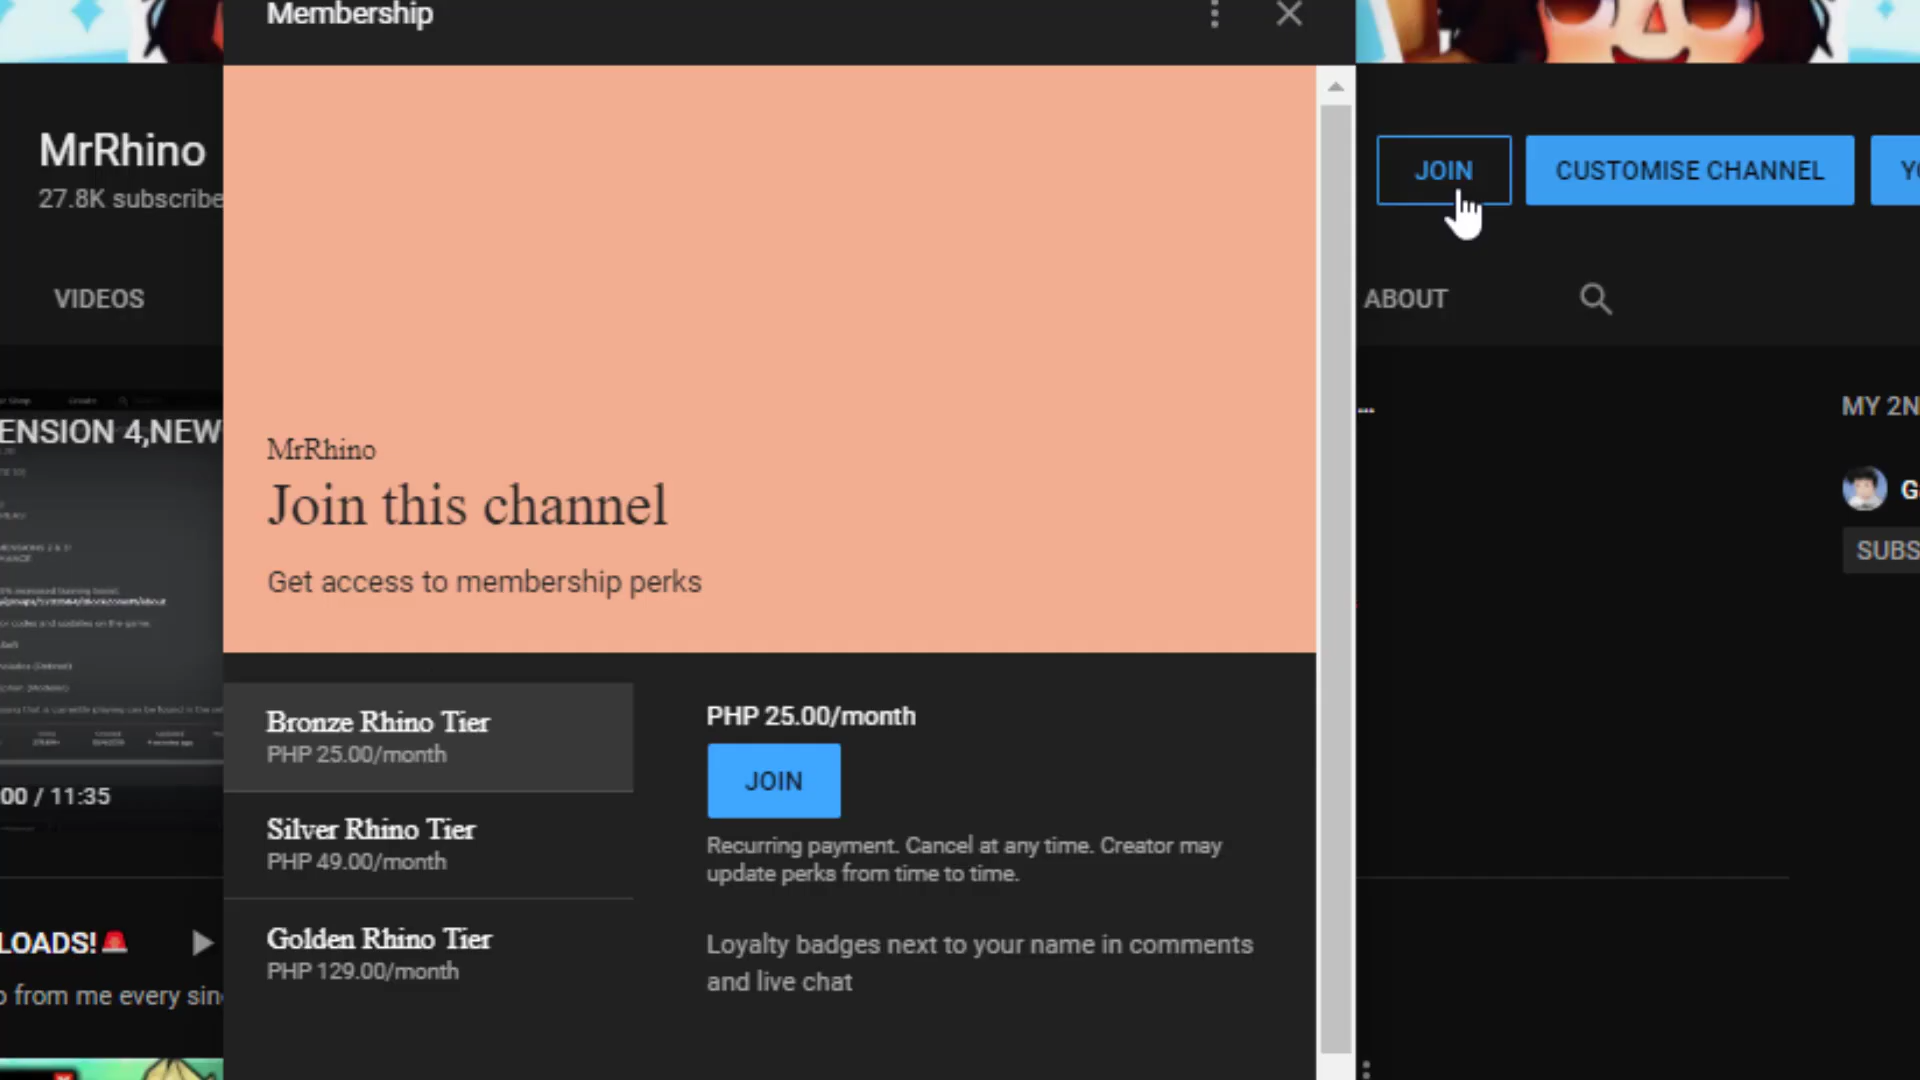 Membership
MrRhino
27.8K subscribe
JOIN
CUSTOMISE CHANNEL
VIDEOS
ABOUT
MrRhino
Join this channel
Get access to membership perks
ENSION 4,NEW
...
MY 2N
G
SUBS
00 / 11:35
Bronze Rhino Tier
PHP 25.00/month
Silver Rhino Tier
PHP 49.00/month
Golden Rhino Tier
PHP 129.00/month
PHP 25.00/month
JOIN
Recurring payment. Cancel at any time. Creator may
update perks from time to time.
Loyalty badges next to your name in comments
and live chat
LOADS!🚨
o from me every sin